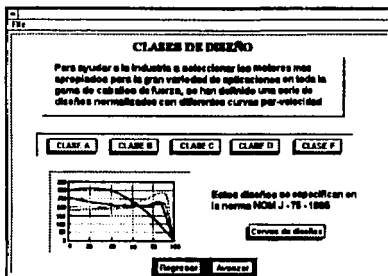 File
CLASES DE DISEÑO
Para ayudar a la industria a seleccionar los motores mas
apropiados para la gran variedad de aplicaciones en toda la
gama de caballos de fuerza, se han definido una serie de
diseños normalizados con diferentes curvas par-velocidad
CLASE A CLASE B CLASE C CLASE D CLASE F
Estos diseños se especifican en
la norma NOM J - 75 - 1985
Curvas de diseños
Regresar Avanzar